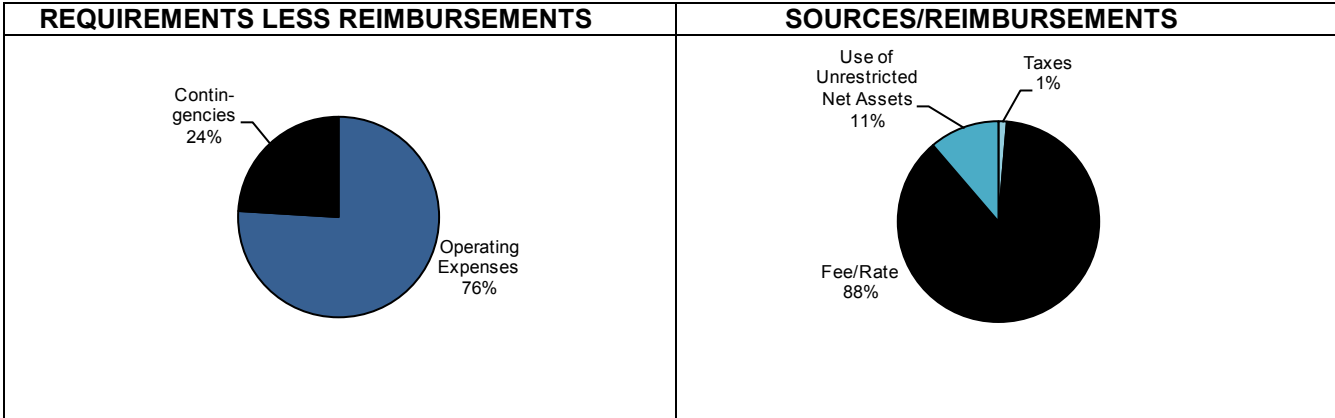 REQUIREMENTS LESS REIMBURSEMENTS
Contin-
gencies
24%
Operating
Expenses
76%
SOURCES/REIMBURSEMENTS
Use of
Unrestricted
Net Assets
11%
Taxes
1%
Fee/Rate
88%